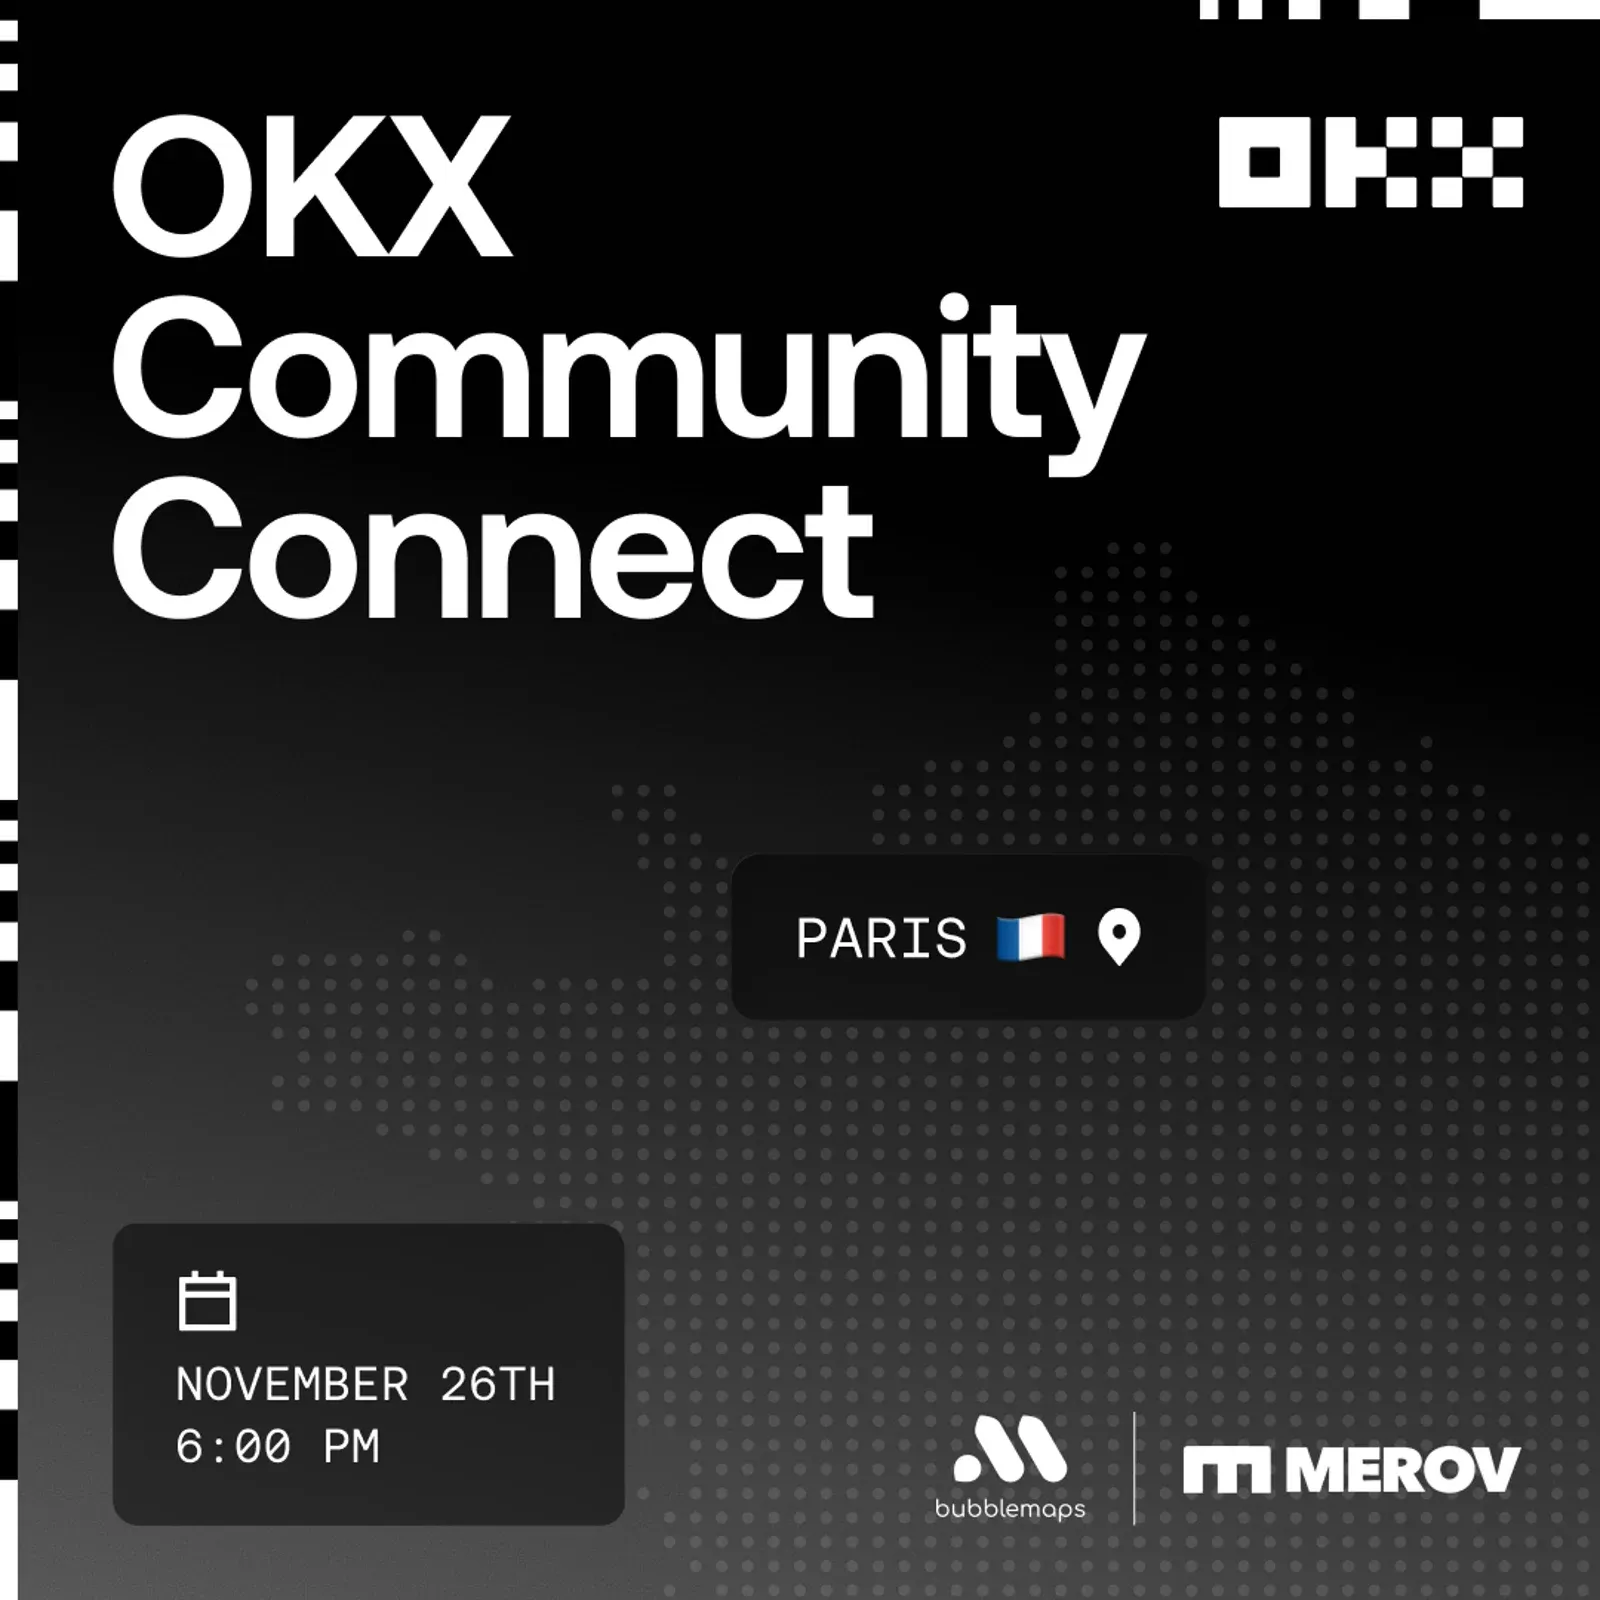 OKX
OKX
Community
Connect
PARIS 🇫🇷
NOVEMBER 26TH
6:00 PM
bubblemaps
MEROV